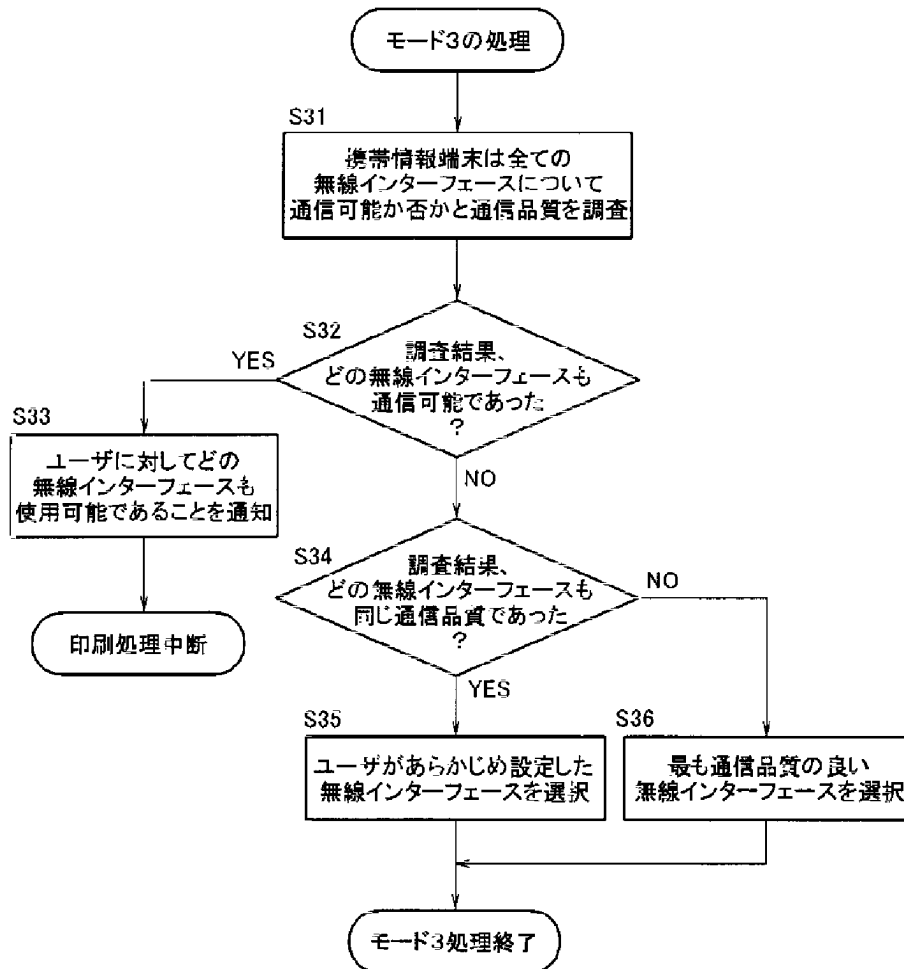 モード3の処理
S31
携帯情報端末は全ての
無線インターフェースについて
通信可能か否かと通信品質を調査
S32
調査結果、
どの無線インターフェースも
通信可能であった
?
YES
NO
S33
ユーザに対してどの
無線インターフェースも
使用可能であることを通知
印刷処理中断
S34
調査結果、
どの無線インターフェースも
同じ通信品質であった
?
NO
YES
S35
ユーザがあらかじめ設定した
無線インターフェースを選択
S36
最も通信品質の良い
無線インターフェースを選択
モード3処理終了